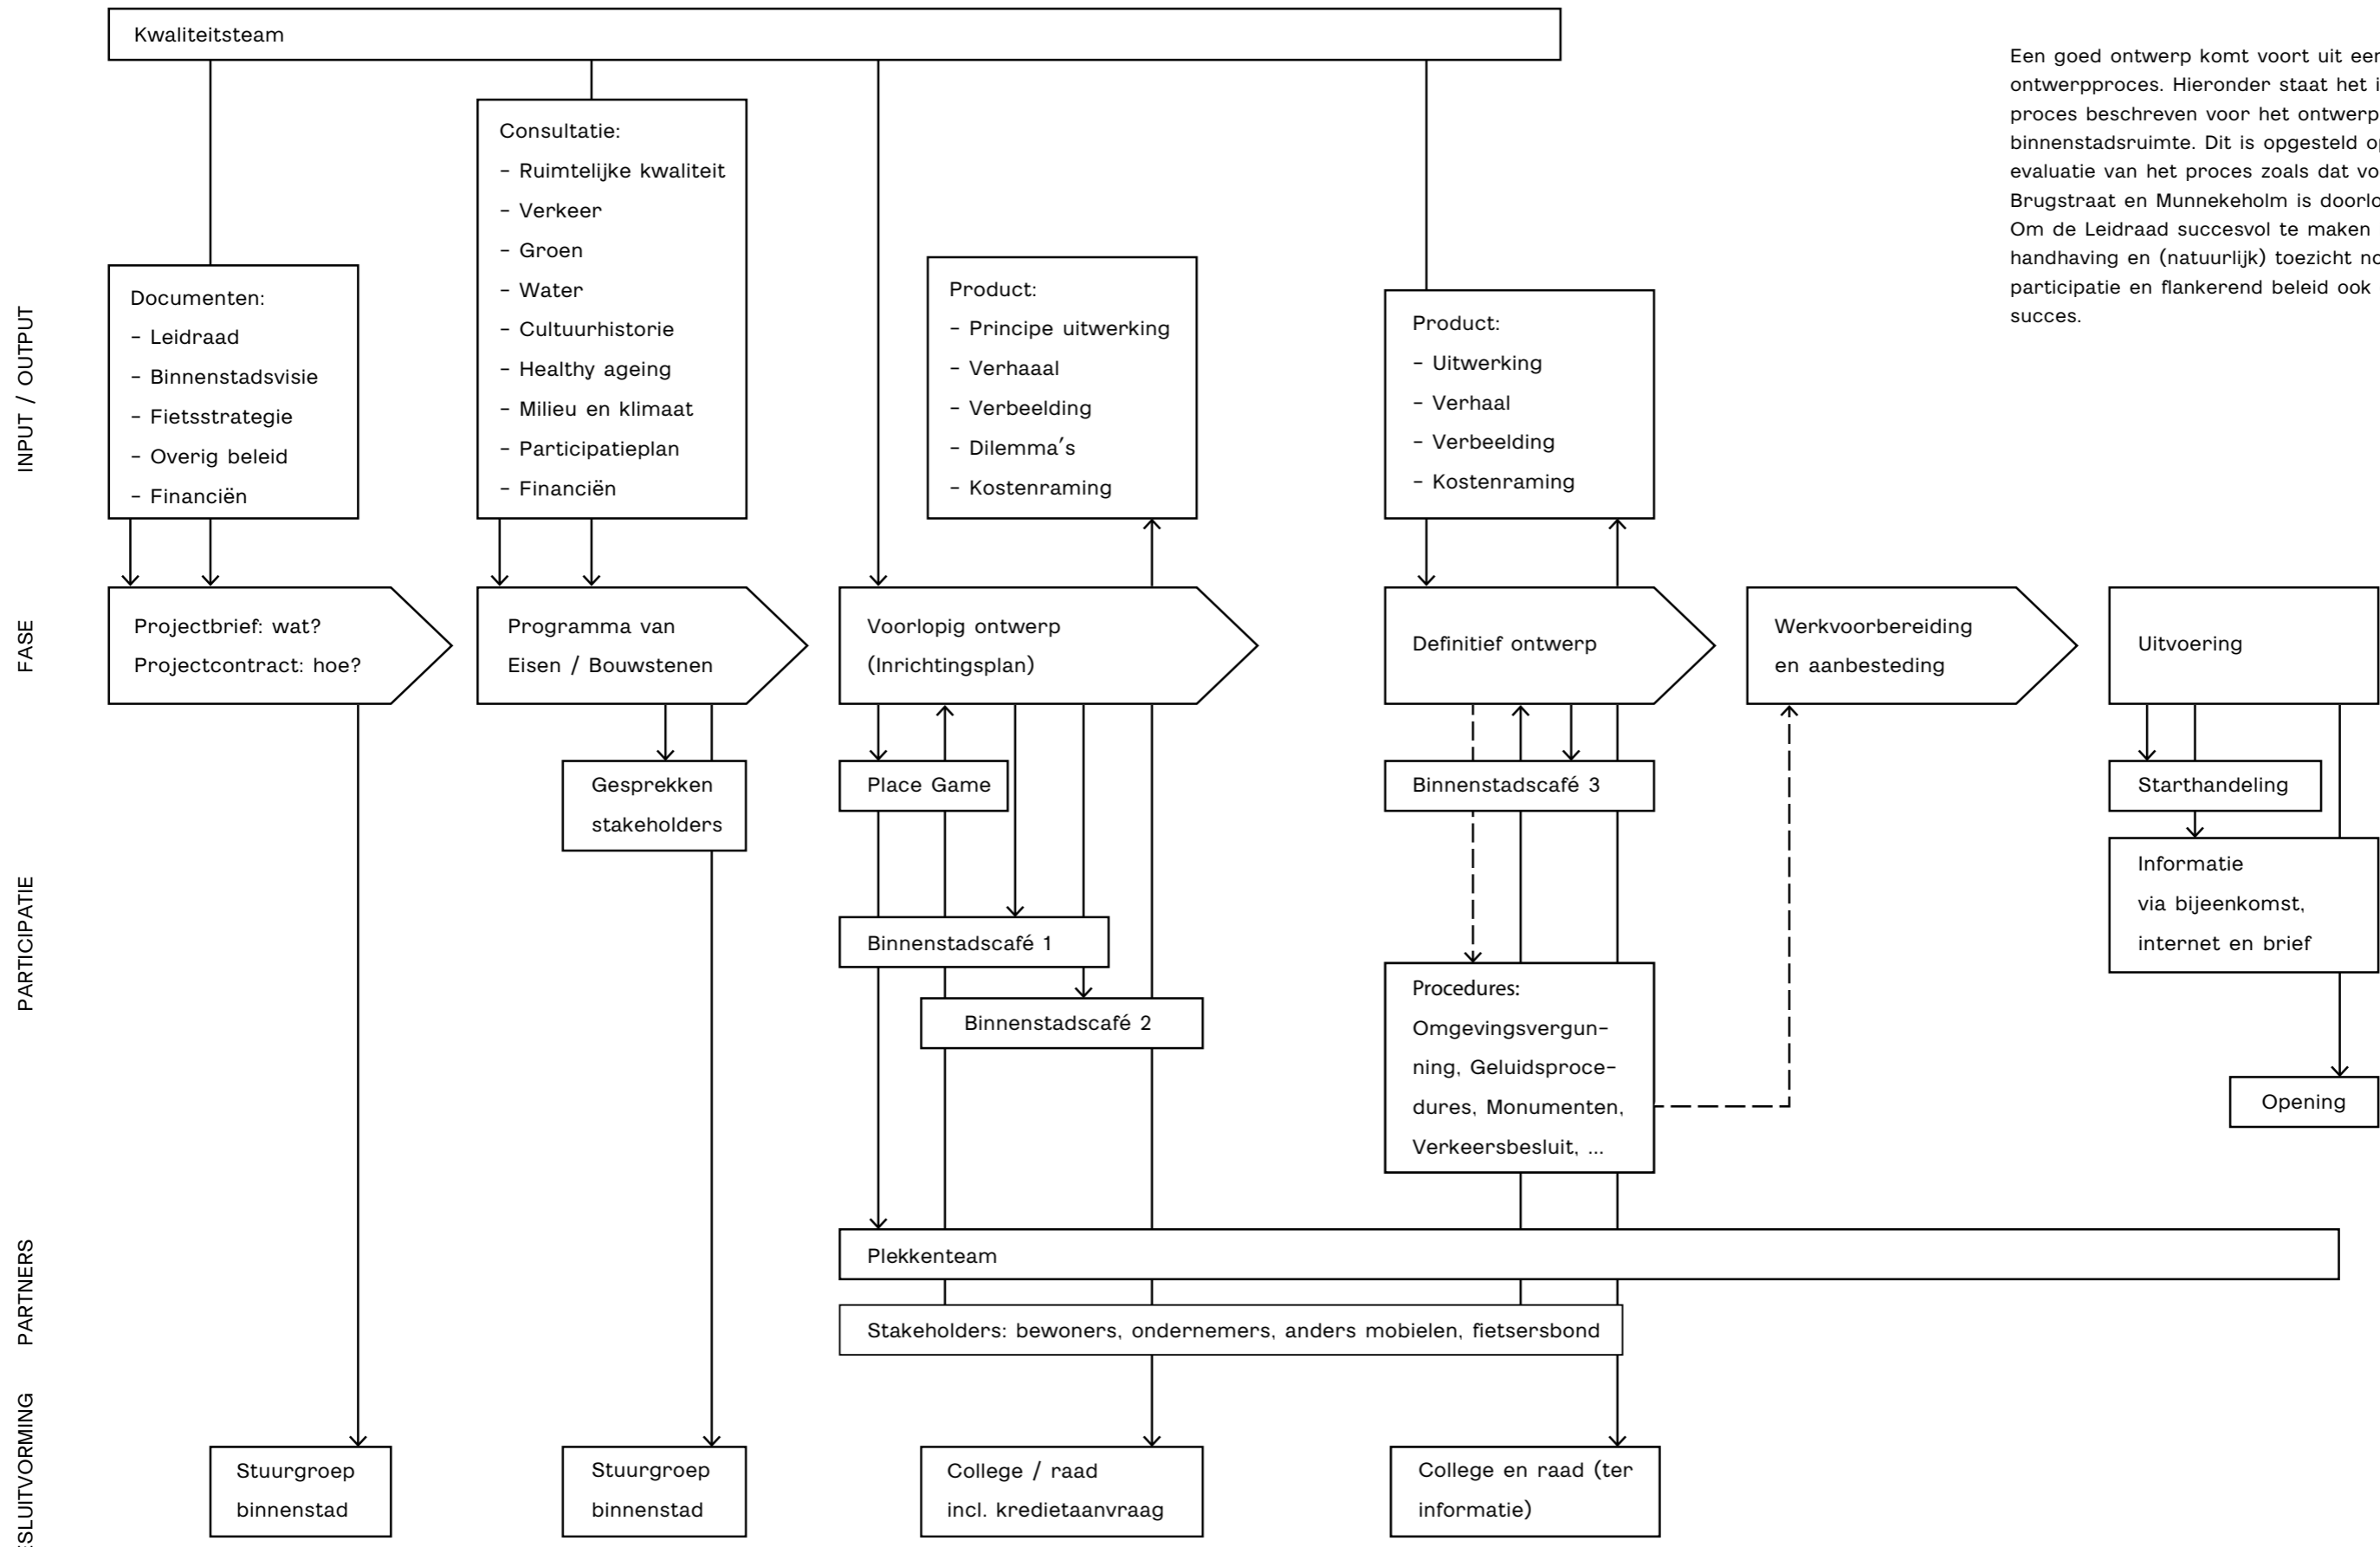 Kwaliteitsteam
Een goed ontwerp komt voort uit
ontwerpproces. Hieronder staat het
proces beschreven voor het ontwerp
binnenstadsruimte. Dit is opgesteld
evaluatie van het proces zoals dat
Brugstraat en Munnekeholm is
Om de Leidraad succesvol te maken
handhaving en (natuurlijk) toezicht
participatie en flankerend beleid ook
succes.
INPUT / OUTPUT
Documenten:
- Leidraad
- Binnenstadsvisie
- Fietsstrategie
- Overig beleid
- Financiën
Consultatie:
- Ruimtelijke kwaliteit
- Verkeer
- Groen
- Water
- Cultuurhistorie
- Healthy ageing
- Milieu en klimaat
- Participatieplan
- Financiën
Product:
- Principe uitwerking
- Verhaaal
- Verbeelding
- Dilemma's
- Kostenraming
Product:
- Uitwerking
- Verhaal
- Verbeelding
- Kostenraming
FASE
Projectbrief: wat?
Projectcontract: hoe?
Programma van
Eisen / Bouwstenen
Voorlopig ontwerp
(Inrichtingsplan)
Definitief ontwerp
Werkvoorbereiding
en aanbesteding
Uitvoering
PARTICIPATIE
Gesprekken
stakeholders
Place Game
Binnenstadscafé 1
Binnenstadscafé 2
Binnenstadscafé 3
Procedures:
Omgevingsvergun-
ning, Geluidsproce-
dures, Monumenten,
Verkeersbesluit, ...
Starthandeling
Informatie
via bijeenkomst,
internet en brief
Opening
PARTNERS
Plekkenteam
Stakeholders: bewoners, ondernemers, anders mobielen, fietsersbond
SLUITVORMING
Stuurgroep
binnenstad
Stuurgroep
binnenstad
College / raad
incl. kredietaanvraag
College en raad (ter
informatie)